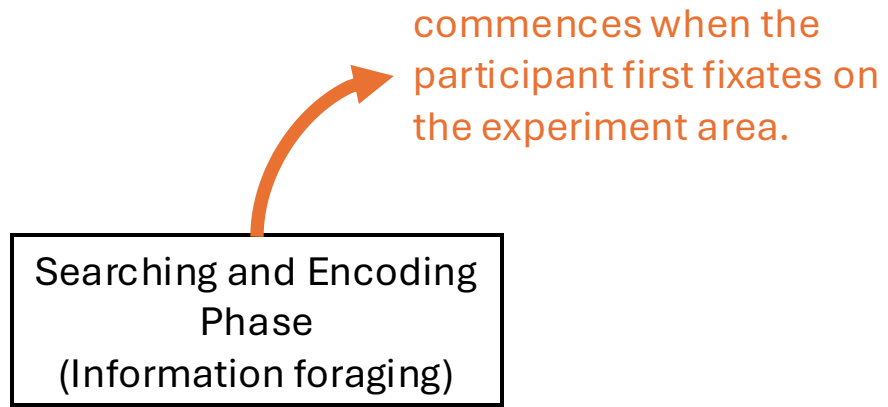 commences when the
participant first fixates on
the experiment area.
Searching and Encoding
Phase
(Information foraging)